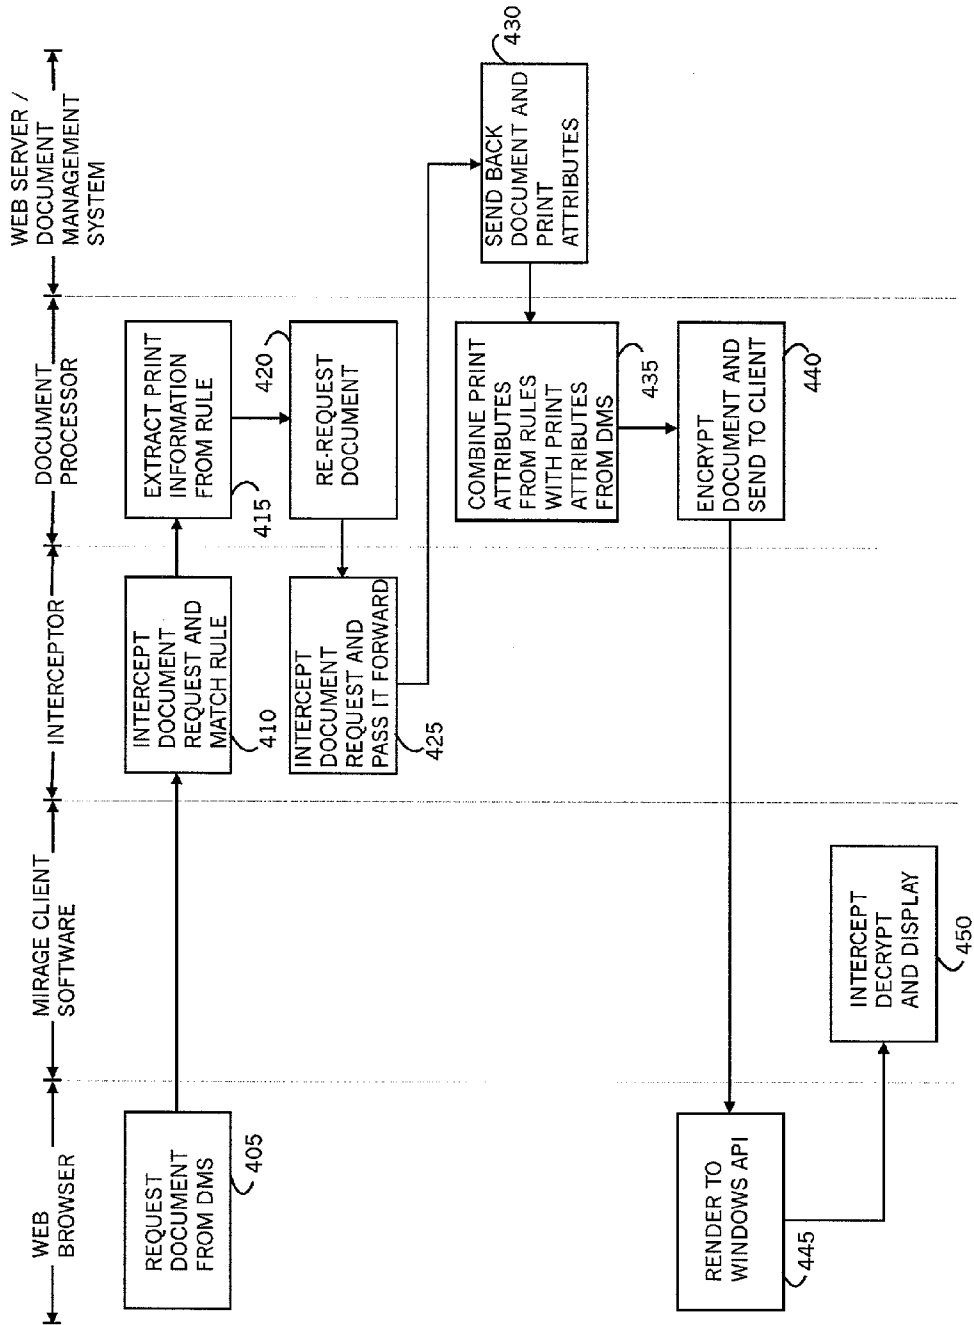 WEB
BROWSER
MIRAGE CLIENT
SOFTWARE
INTERCEPTOR
DOCUMENT
PROCESSOR
WEB SERVER /
DOCUMENT
MANAGEMENT
SYSTEM
REQUEST
DOCUMENT
FROM DMS
405
INTERCEPT
DOCUMENT
REQUEST AND
MATCH RULE
410
EXTRACT PRINT
INFORMATION
FROM RULE
415
RE-REQUEST
DOCUMENT
420
INTERCEPT
DOCUMENT
REQUEST AND
PASS IT FORWARD
425
SEND BACK
DOCUMENT AND
PRINT
ATTRIBUTES
430
COMBINE PRINT
ATTRIBUTES
FROM RULES
WITH PRINT
ATTRIBUTES
FROM DMS
435
ENCRYPT
DOCUMENT AND
SEND TO CLIENT
440
RENDER TO
WINDOWS API
445
INTERCEPT
DECRYPT
AND DISPLAY
450